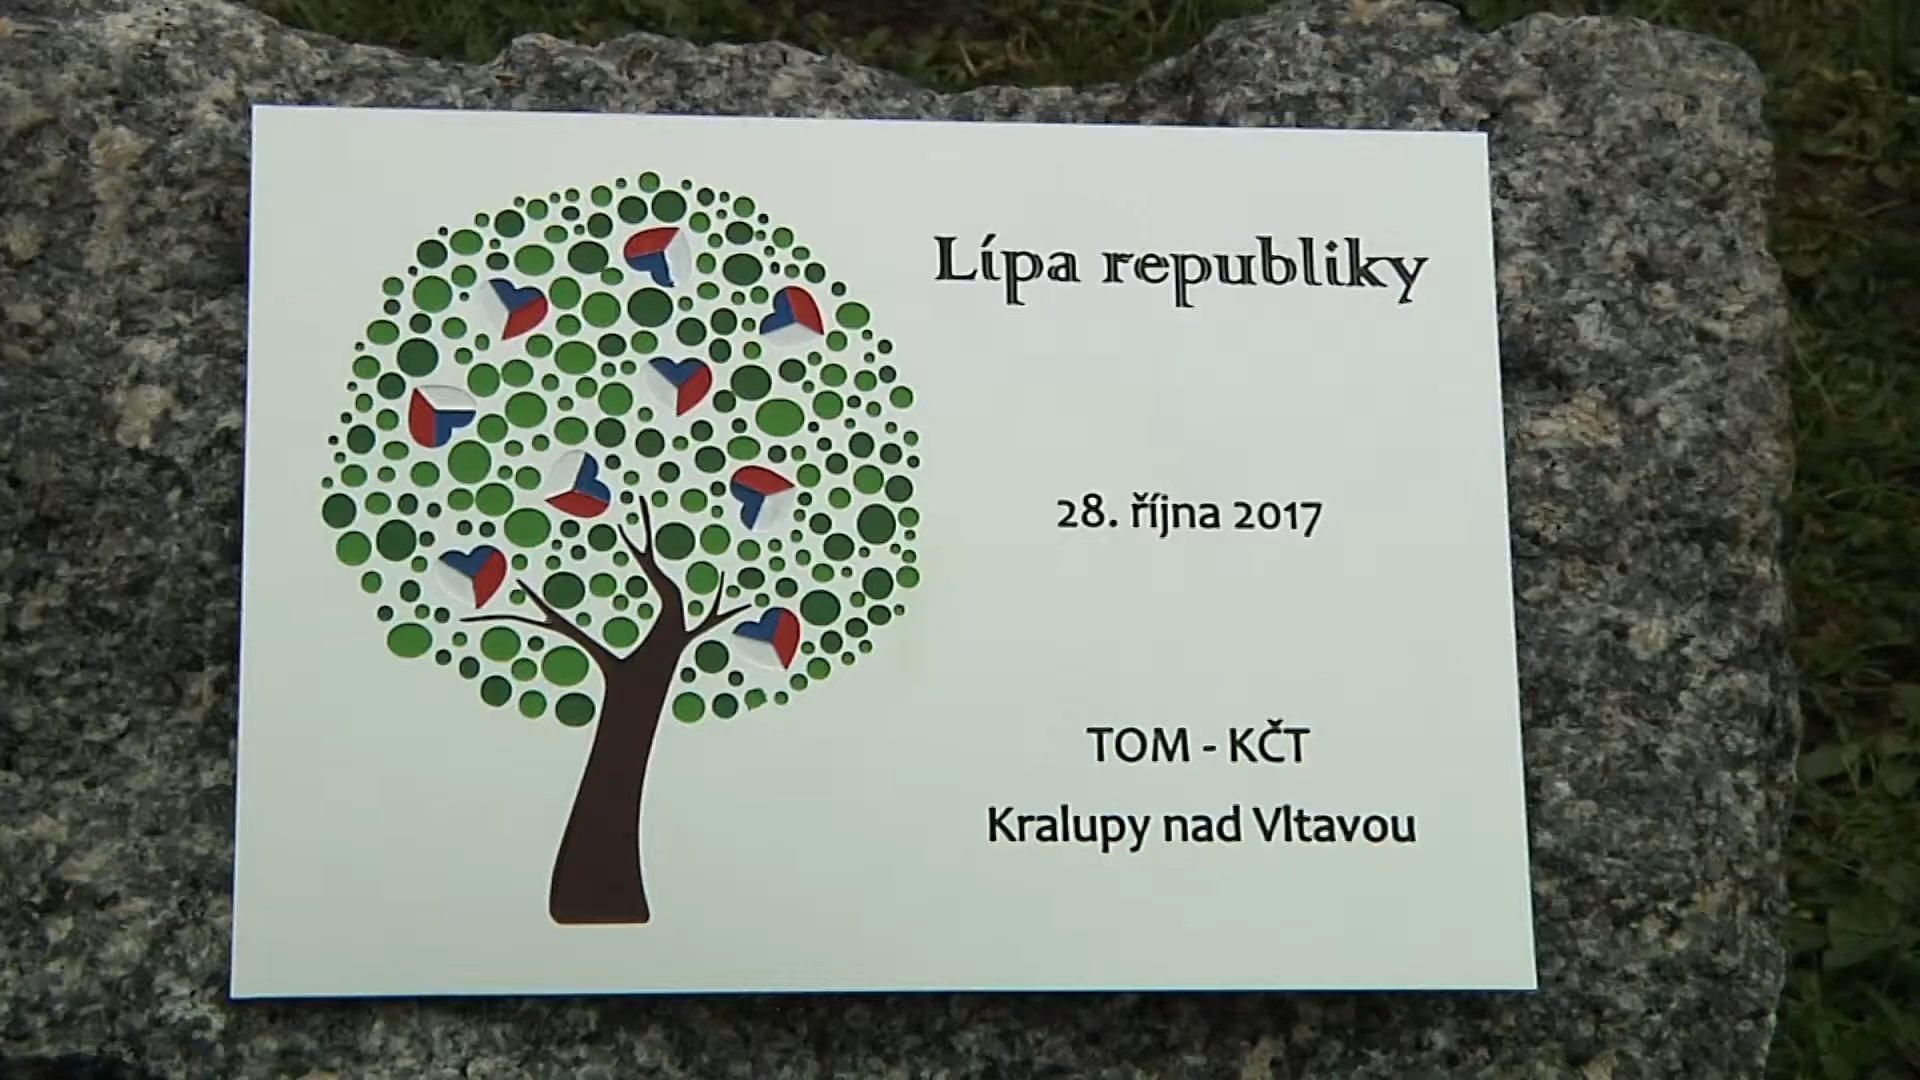 Lípa republiky
28. října 2017
TOM - KČT
Kralupy nad Vltavou